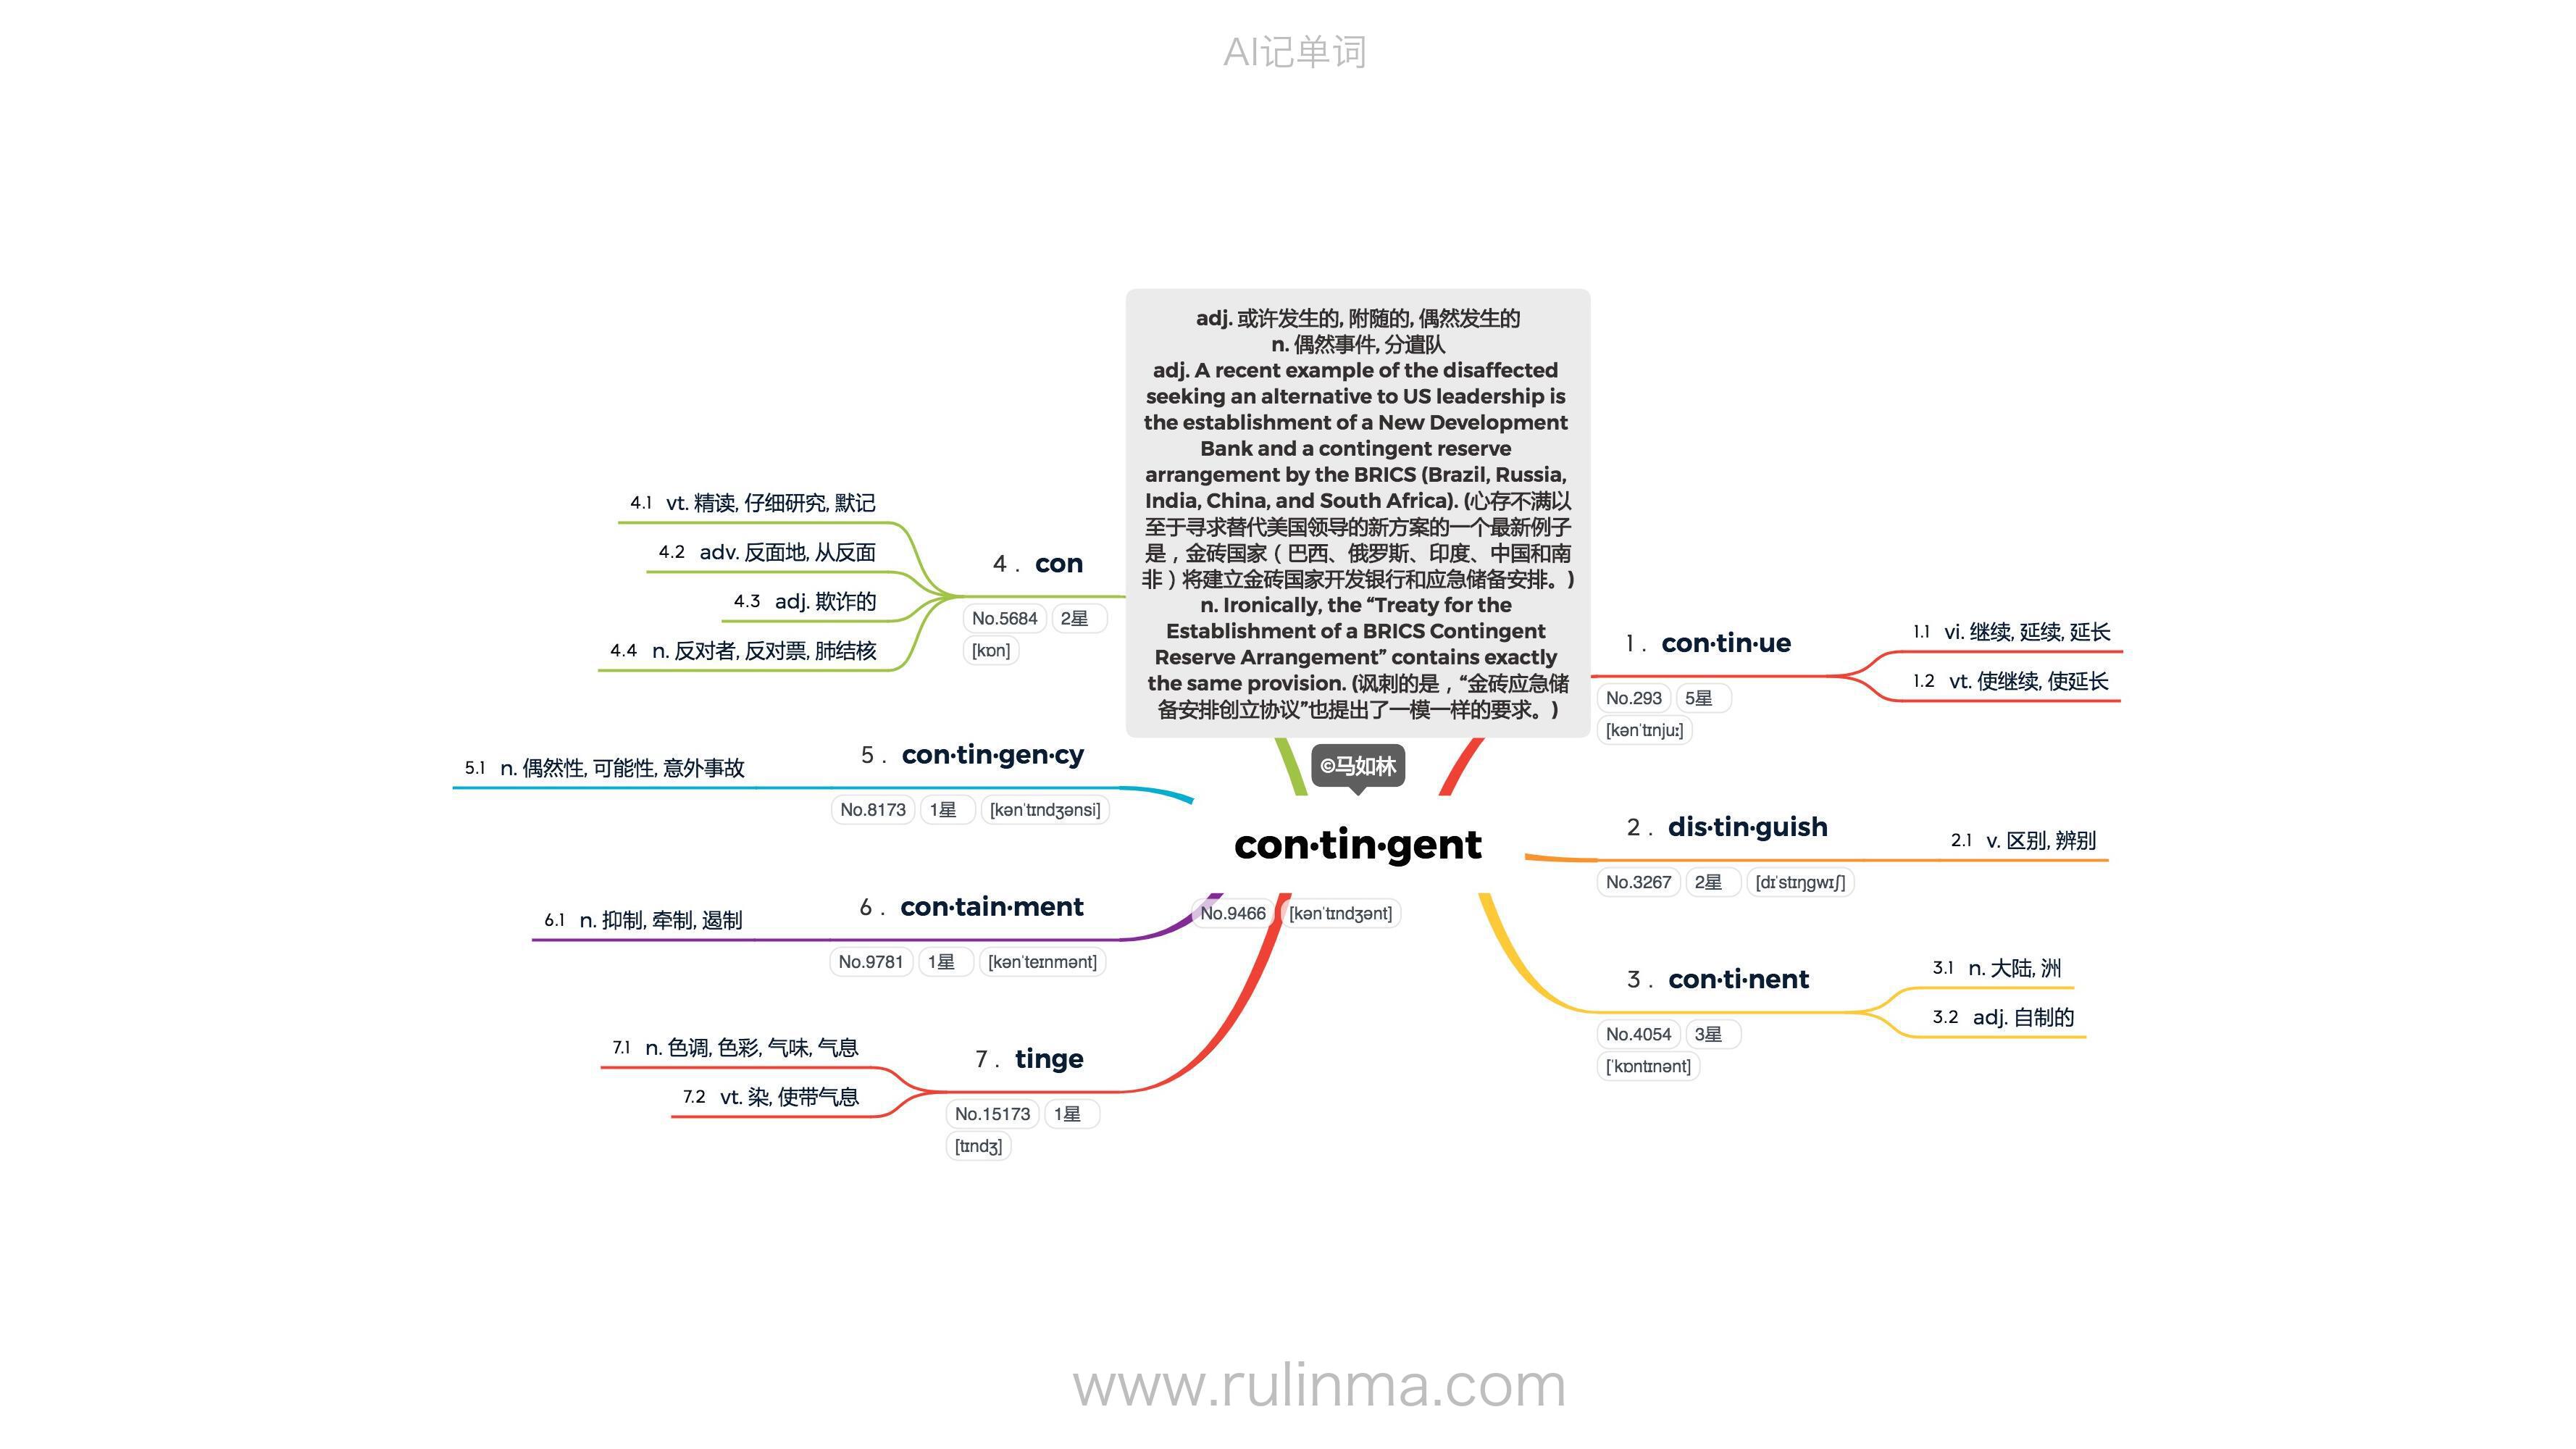 AI记单词
adj. 或许发生的, 附随的, 偶然发生的
n. 偶然事件, 分遣队
adj. A recent example of the disaffected
seeking an alternative to US leadership is
the establishment of a New Development
Bank and a contingent reserve
arrangement by the BRICS (Brazil, Russia,
India, China, and South Africa). (心存不满以
至于寻求替代美国领导的新方案的一个最新例子
是，金砖国家（巴西、俄罗斯、印度、中国和南
非）将建立金砖国家开发银行和应急储备安排。)
n. Ironically, the “Treaty for the
Establishment of a BRICS Contingent
Reserve Arrangement” contains exactly
the same provision. (讽刺的是，“金砖应急储
备安排创立协议”也提出了一模一样的要求。)
©马如林
con·tin·gent
No.9466 [kənˈtɪndʒənt]
1 . con·tin·ue
No.293 5星
[kənˈtɪnjuː]
1.1 vi. 继续, 延续, 延长
1.2 vt. 使继续, 使延长
2 . dis·tin·guish
No.3267 2星 [dɪˈstɪŋɡwɪʃ]
2.1 v. 区别, 辨别
3 . con·ti·nent
No.4054 3星
[ˈkɒntɪnənt]
3.1 n. 大陆, 洲
3.2 adj. 自制的
4 . con
No.5684 2星
[kɒn]
4.1 vt. 精读, 仔细研究, 默记
4.2 adv. 反面地, 从反面
4.3 adj. 欺诈的
4.4 n. 反对者, 反对票, 肺结核
5 . con·tin·gen·cy
No.8173 1星 [kənˈtɪndʒənsi]
5.1 n. 偶然性, 可能性, 意外事故
6 . con·tain·ment
No.9781 1星 [kənˈteɪnmənt]
6.1 n. 抑制, 牵制, 遏制
7 . tinge
No.15173 1星
[tɪndʒ]
7.1 n. 色调, 色彩, 气味, 气息
7.2 vt. 染, 使带气息
www.rulinma.com